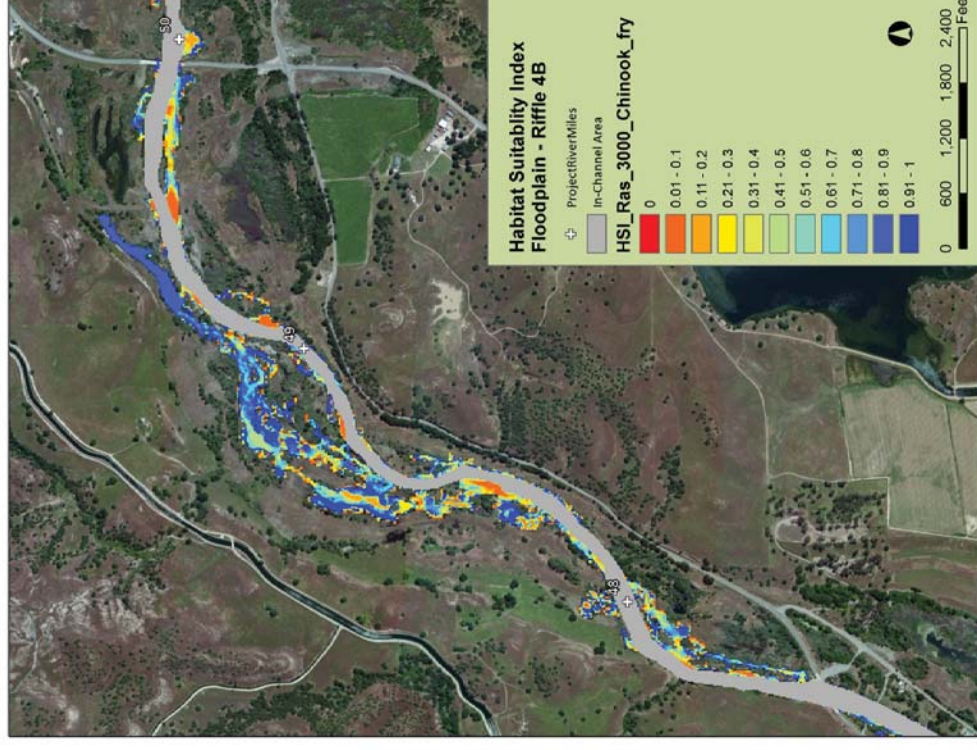 50
49
48
Habitat Suitablity Index
Floodplain - Riffle 4B
ProjectRiverMiles
In-Channel Area
HSI_Ras_3000_Chinook_fry
0
0.01 - 0.1
0.11 - 0.2
0.21 - 0.3
0.31 - 0.4
0.41 - 0.5
0.51 - 0.6
0.61 - 0.7
0.71 - 0.8
0.81 - 0.9
0.91 - 1
0 600 1,200 1,800 2,400